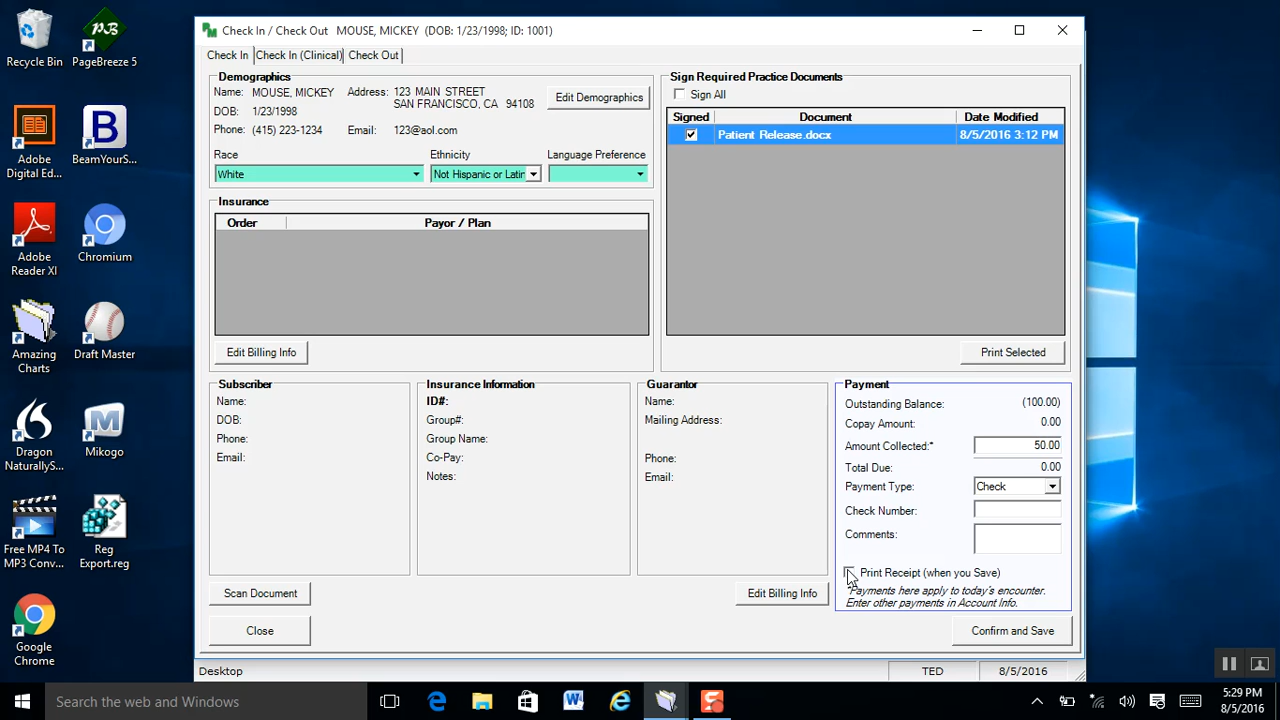 Recycle Bin
PageBreeze 5
Adobe
Digital Ed...
BeamYourS...
Adobe
Reader XI
Chromium
Amazing
Charts
Draft Master
Dragon
NaturallyS...
Mikogo
Free MP4 To
MP3 Conv...
Reg
Export.reg
Google
Chrome
Check In / Check Out MOUSE, MICKEY (DOB: 1/23/1998; ID: 1001)
Check In
Check In (Clinical)
Check Out
Demographics
Name: MOUSE, MICKEY
Address: 123 MAIN STREET
SAN FRANCISCO, CA 94108
Edit Demographics
DOB: 1/23/1998
Phone: (415) 223-1234
Email: 123@aol.com
Race
Ethnicity
Language Preference
White
Not Hispanic or Latin
Insurance
Order
Payor / Plan
Edit Billing Info
Sign Required Practice Documents
Sign All
Signed
Document
Date Modified
Patient Release.docx
8/5/2016 3:12 PM
Print Selected
Subscriber
Name:
DOB:
Phone:
Email:
Insurance Information
ID#:
Group#:
Group Name:
Co-Pay:
Notes:
Guarantor
Name:
Mailing Address:
Phone:
Email:
Payment
Outstanding Balance: (100.00)
Copay Amount: 0.00
Amount Collected:* 50.00
Total Due: 0.00
Payment Type: Check
Check Number:
Comments:
Print Receipt (when you Save)
*Payments here apply to today's encounter.
Enter other payments in Account Info.
Scan Document
Edit Billing Info
Close
Confirm and Save
Desktop
TED
8/5/2016
Search the web and Windows
5:29 PM
8/5/2016